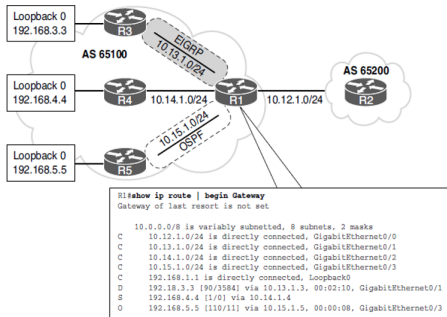 Loopback 0
192.168.3.3
R3
EIGRP
10.13.1.0/24
AS 65100
Loopback 0
192.168.4.4
R4
10.14.1.0/24
R1
10.12.1.0/24
AS 65200
R2
10.15.1.0/24
OSPF
Loopback 0
192.168.5.5
R5
R1#show ip route | begin Gateway
Gateway of last resort is not set
10.0.0.0/8 is variably subnetted, 8 subnets, 2 masks
C 10.12.1.0/24 is directly connected, GigabitEthernet0/0
C 10.13.1.0/24 is directly connected, GigabitEthernet0/1
C 10.14.1.0/24 is directly connected, GigabitEthernet0/2
C 10.15.1.0/24 is directly connected, GigabitEthernet0/3
C 192.168.1.1 is directly connected, Loopback0
D 192.18.3.3 [90/3584] via 10.13.1.3, 00:02:10, GigabitEthernet0/1
S 192.168.4.4 [1/0] via 10.14.1.4
O 192.168.5.5 [110/11] via 10.15.1.5, 00:00:08, GigabitEthernet0/3